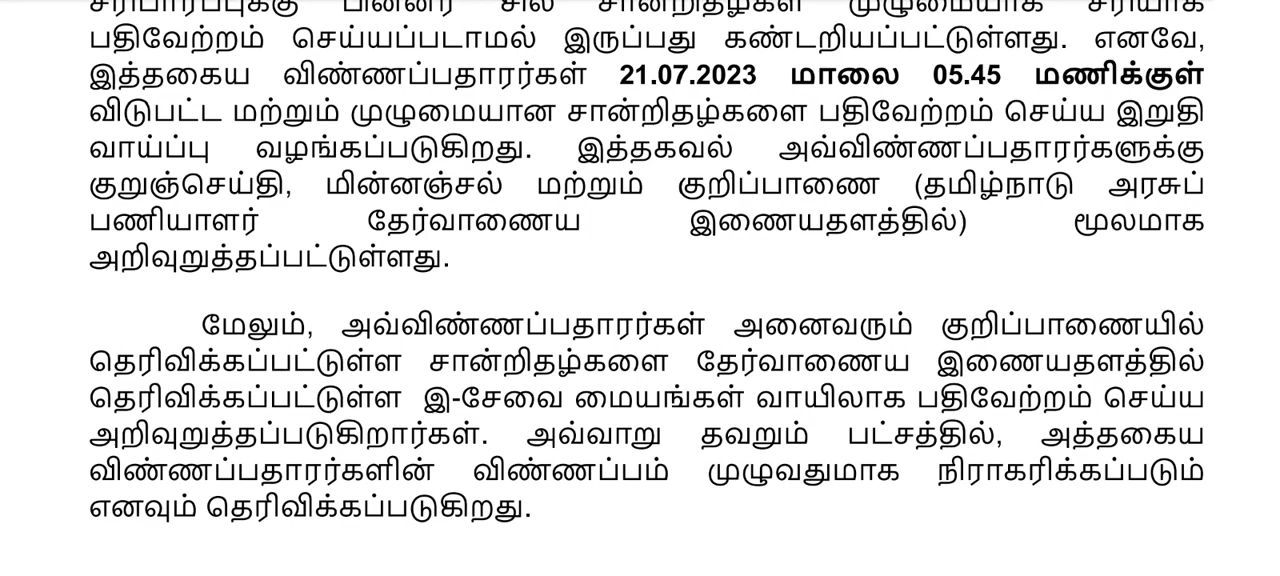 சரிபார்ப்புக்கு பின்னர் சில சான்றிதழ்கள் முழுமையாக சரியாக
பதிவேற்றம் செய்யப்படாமல் இருப்பது கண்டறியப்பட்டுள்ளது. எனவே,
இத்தகைய விண்ணப்பதாரர்கள் 21.07.2023 மாலை 05.45 மணிக்குள்
விடுபட்ட மற்றும் முழுமையான சான்றிதழ்களை பதிவேற்றம் செய்ய இறுதி
வாய்ப்பு வழங்கப்படுகிறது. இத்தகவல் அவ்விண்ணப்பதாரர்களுக்கு
குறுஞ்செய்தி, மின்னஞ்சல் மற்றும் குறிப்பாணை (தமிழ்நாடு அரசுப்
பணியாளர் தேர்வாணைய இணையதளத்தில்) மூலமாக
அறிவுறுத்தப்பட்டுள்ளது.
மேலும், அவ்விண்ணப்பதாரர்கள் அனைவரும் குறிப்பாணையில்
தெரிவிக்கப்பட்டுள்ள சான்றிதழ்களை தேர்வாணைய இணையதளத்தில்
தெரிவிக்கப்பட்டுள்ள இ-சேவை மையங்கள் வாயிலாக பதிவேற்றம் செய்ய
அறிவுறுத்தப்படுகிறார்கள். அவ்வாறு தவறும் பட்சத்தில், அத்தகைய
விண்ணப்பதாரர்களின் விண்ணப்பம் முழுவதுமாக நிராகரிக்கப்படும்
எனவும் தெரிவிக்கப்படுகிறது.